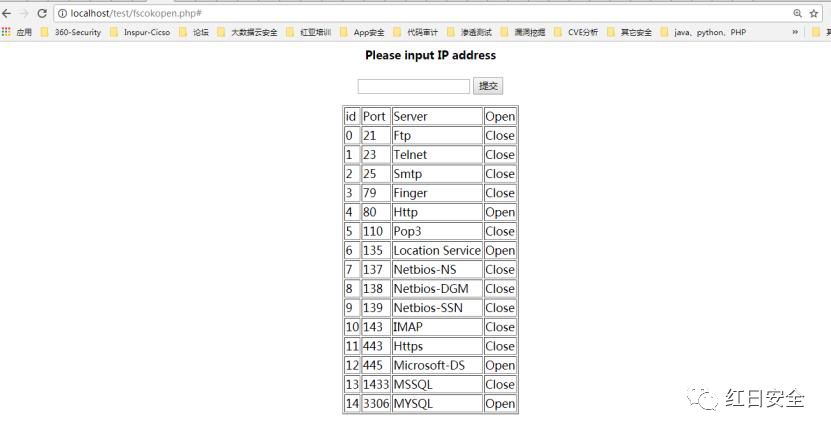 localhost/test/fscokopen.php#
应用 360-Security Inspur-Cicso 论坛 大数据云安全 红亚培训 App安全 代码审计 渗透测试 漏洞挖掘 CVE分析 其它安全 java、python、PHP »
Please input IP address
提交
id Port Server Open
0 21 Ftp Close
1 23 Telnet Close
2 25 Smtp Close
3 79 Finger Close
4 80 Http Open
5 110 Pop3 Close
6 135 Location Service Open
7 137 Netbios-NS Close
8 138 Netbios-DGM Close
9 139 Netbios-SSN Close
10 143 IMAP Close
11 443 Https Close
12 445 Microsoft-DS Open
13 1433 MSSQL Close
14 3306 MYSQL Open
红日安全